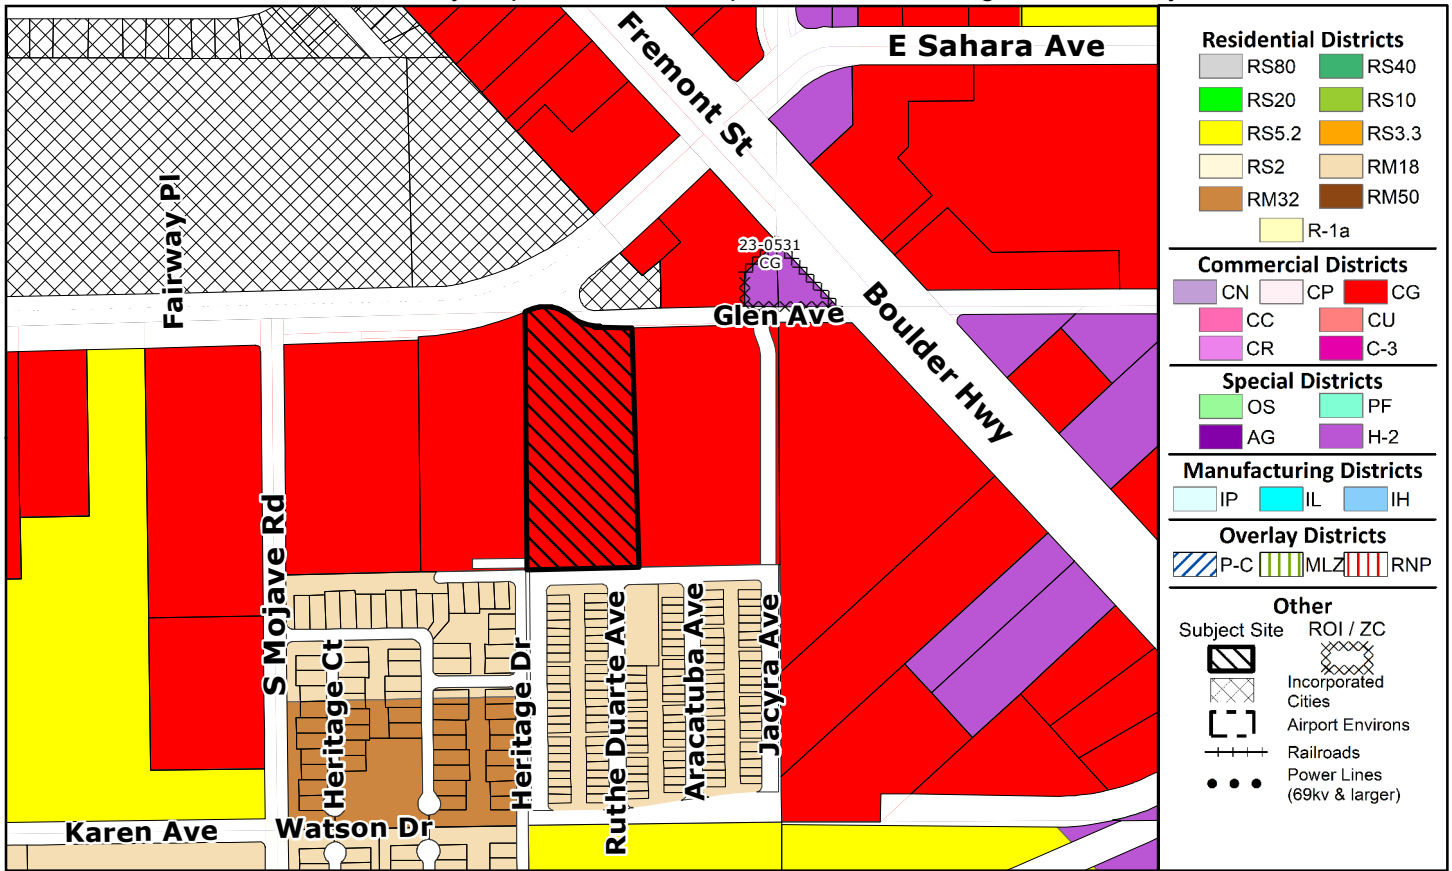 Fremont St
E Sahara Ave
Fairway Pl
23-0531
CG
Glen Ave
Boulder Hwy
S Mojave Rd
Heritage Ct
Heritage Dr
Ruthe Duarte Ave
Aracatuba Ave
Jacyra Ave
Karen Ave
Watson Dr
Residential Districts
RS80
RS40
RS20
RS10
RS5.2
RS3.3
RS2
RM18
RM32
RM50
R-1a
Commercial Districts
CN
CP
CG
CC
CU
CR
C-3
Special Districts
OS
PF
AG
H-2
Manufacturing Districts
IP
IL
IH
Overlay Districts
P-C
MLZ
RNP
Other
Subject Site
ROI / ZC
Incorporated
Cities
Airport Environs
Railroads
Power Lines
(69kv & larger)